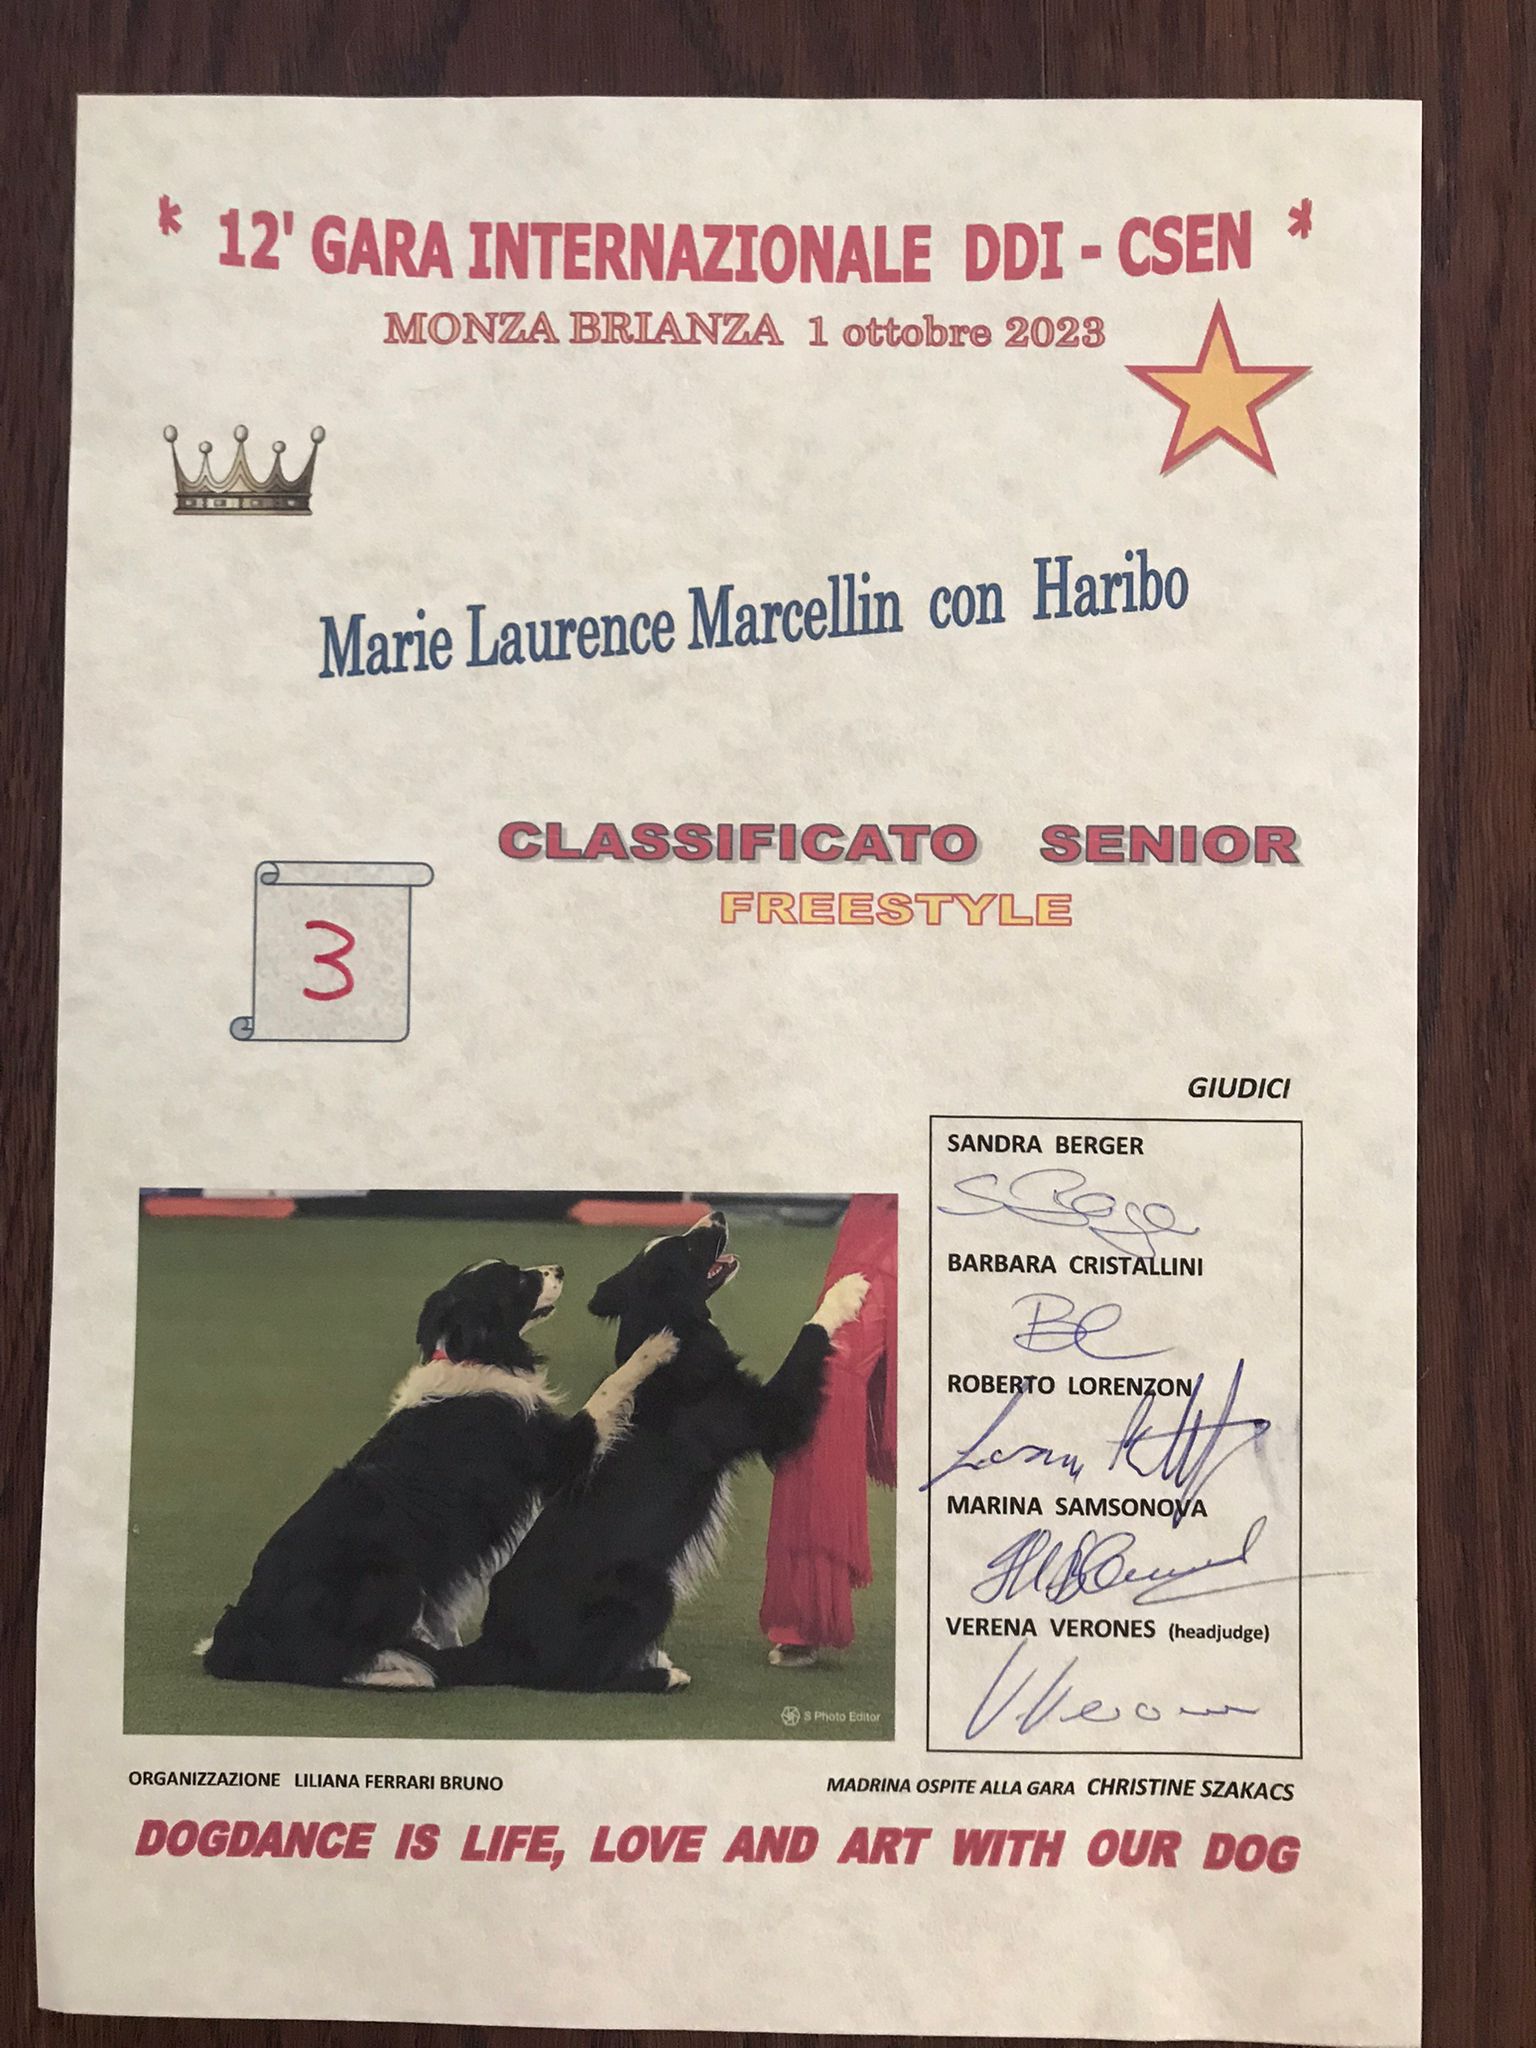 * 12' GARA INTERNAZIONALE DDI - CSEN *
MONZA BRIANZA 1 ottobre 2023
Marie Laurence Marcellin con Haribo
CLASSIFICATO SENIOR
FREESTYLE
3
GIUDICI
SANDRA BERGER
BARBARA CRISTALLINI
ROBERTO LORENZON
MARINA SAMSONOVA
VERENA VERONES (headjudge)
S Photo Editor
ORGANIZZAZIONE LILIANA FERRARI BRUNO
MADRINA OSPITE ALLA GARA CHRISTINE SZAKACS
DOGDANCE IS LIFE, LOVE AND ART WITH OUR DOG